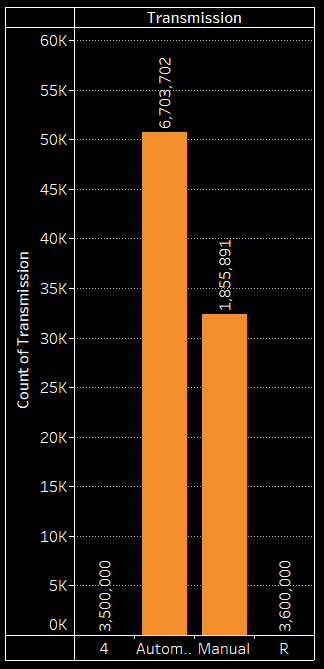 Transmission
60K
55K
50K
45K
40K
35K
30K
25K
20K
15K
10K
5K
0K
Count of Transmission
3,500,000
6,703,702
1,855,891
3,600,000
4
Autom..
Manual
R